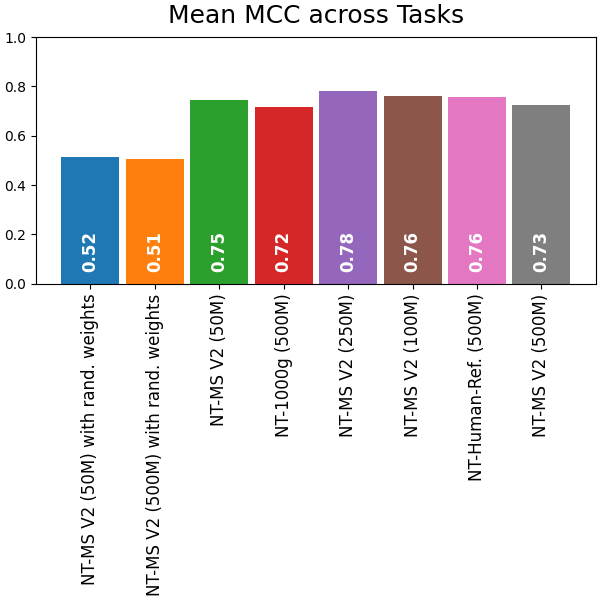 Mean MCC across Tasks
1.0
0.8
0.6
0.4
0.2
0.0
0.52
0.51
0.75
0.72
0.78
0.76
0.76
0.73
NT-MS V2 (50M) with rand. weights
NT-MS V2 (500M) with rand. weights
NT-MS V2 (50M)
NT-1000g (500M)
NT-MS V2 (250M)
NT-MS V2 (100M)
NT-Human-Ref. (500M)
NT-MS V2 (500M)